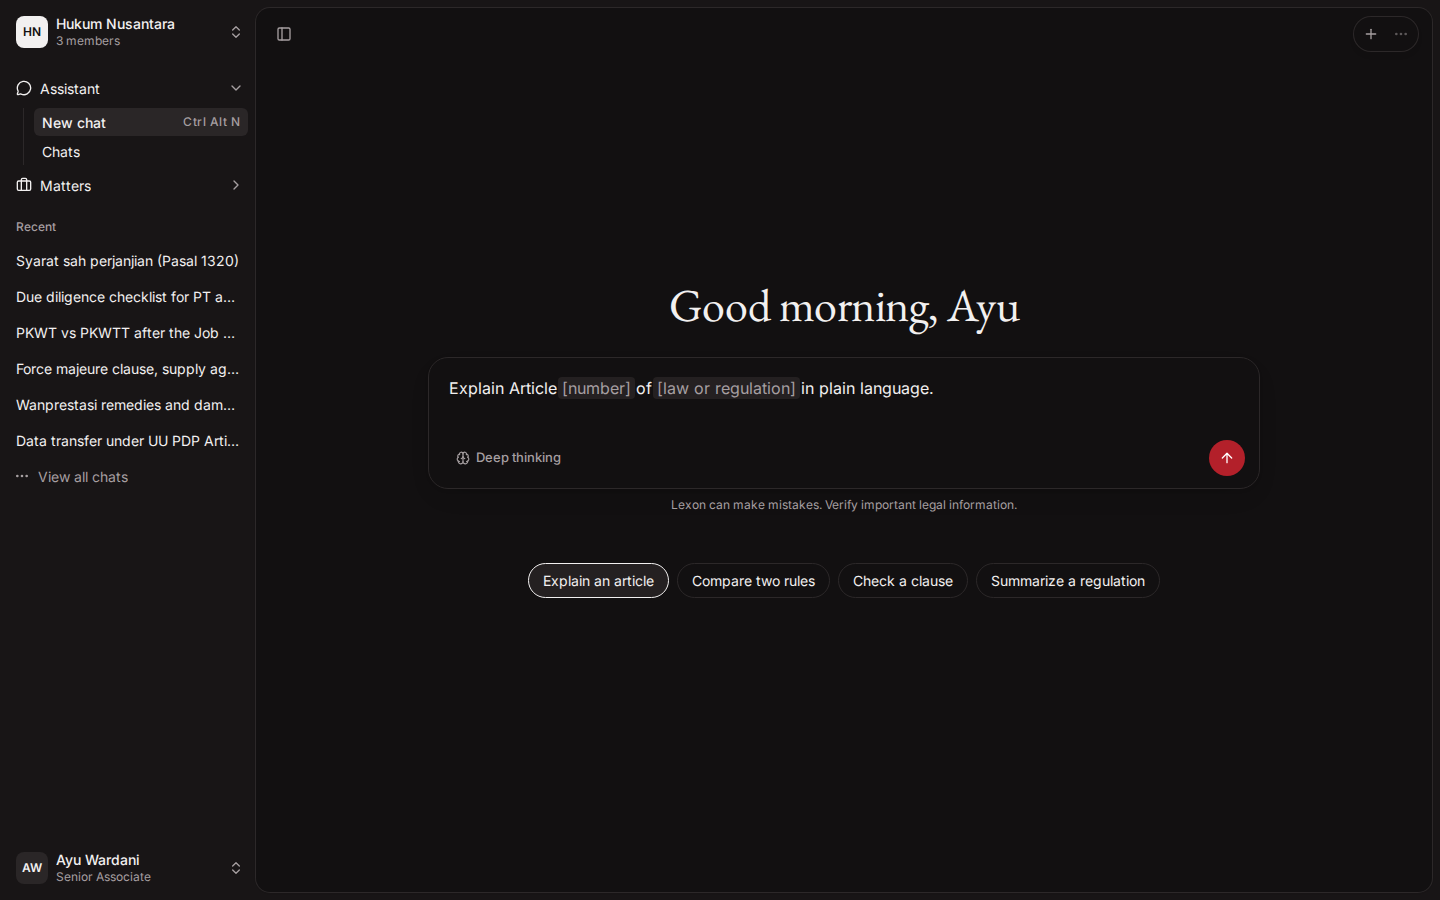 HN
Hukum Nusantara
3 members
Assistant
New chat Ctrl Alt N
Chats
Matters
Recent
Syarat sah perjanjian (Pasal 1320)
Due diligence checklist for PT a...
PKWT vs PKWTT after the Job ...
Force majeure clause, supply ag...
Wanprestasi remedies and dam...
Data transfer under UU PDP Arti...
View all chats
AW
Ayu Wardani
Senior Associate
Good morning, Ayu
Explain Article [number] of [law or regulation] in plain language.
Deep thinking
Lexon can make mistakes. Verify important legal information.
Explain an article Compare two rules Check a clause Summarize a regulation